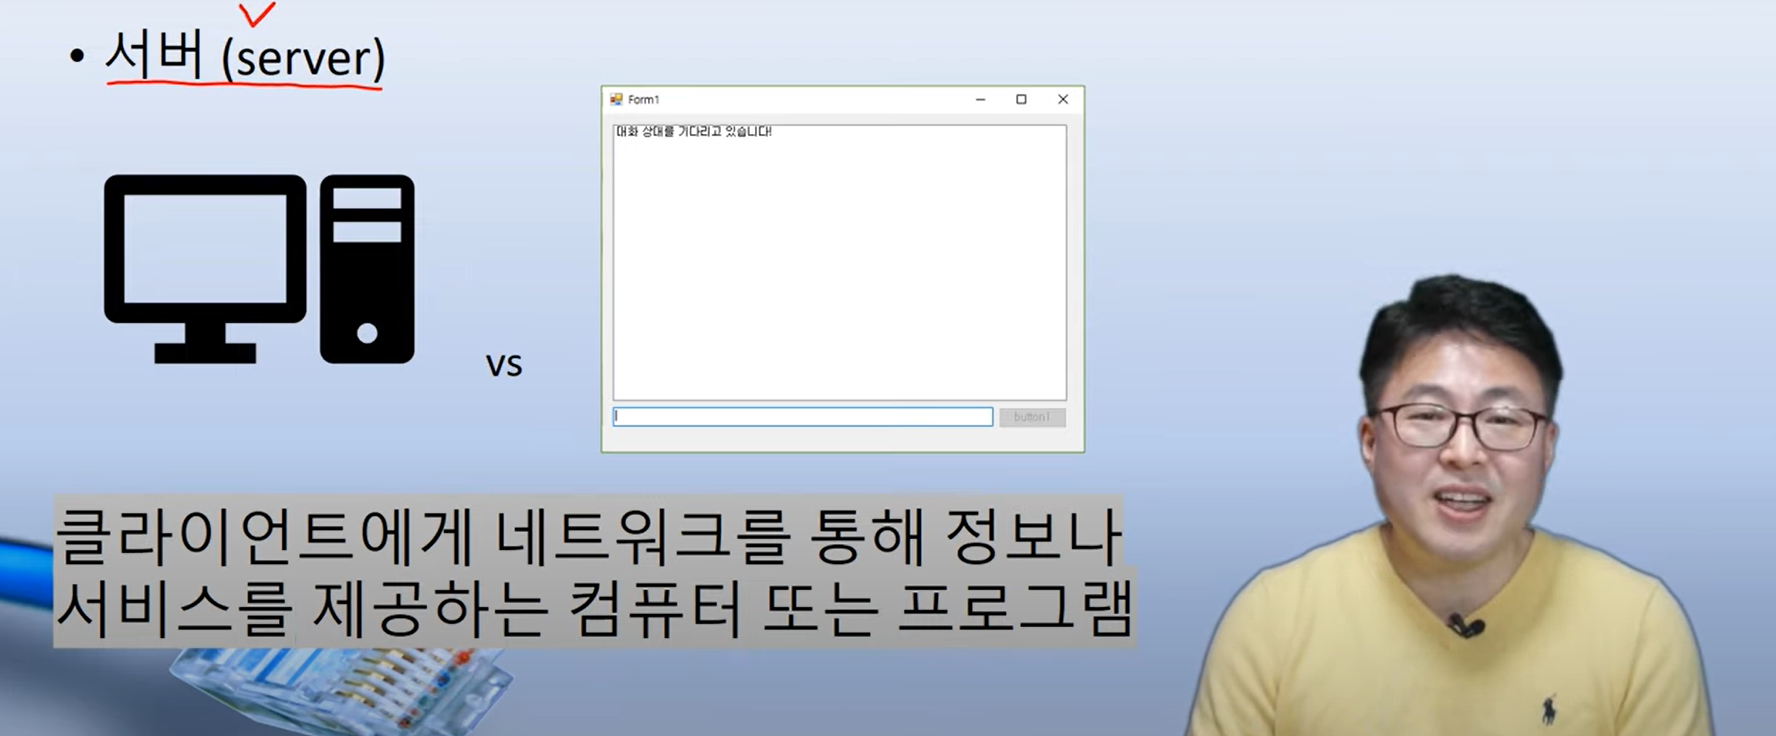 • 서버 (server)
Form1
대화 상대를 기다리고 있습니다!
vs
button1
클라이언트에게 네트워크를 통해 정보나
서비스를 제공하는 컴퓨터 또는 프로그램